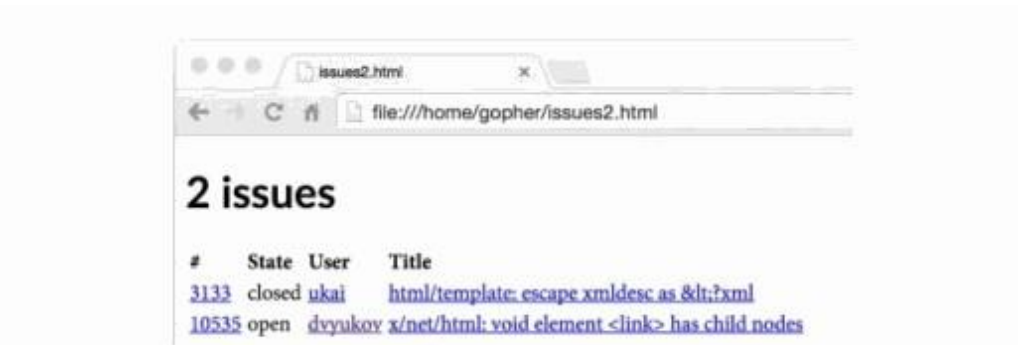 issues2.html
file:///home/gopher/issues2.html
2 issues
# State User Title
3133 closed ukai html/template: escape xmldesc as &lt;?xml
10535 open dvyukov x/net/html: void element <link> has child nodes